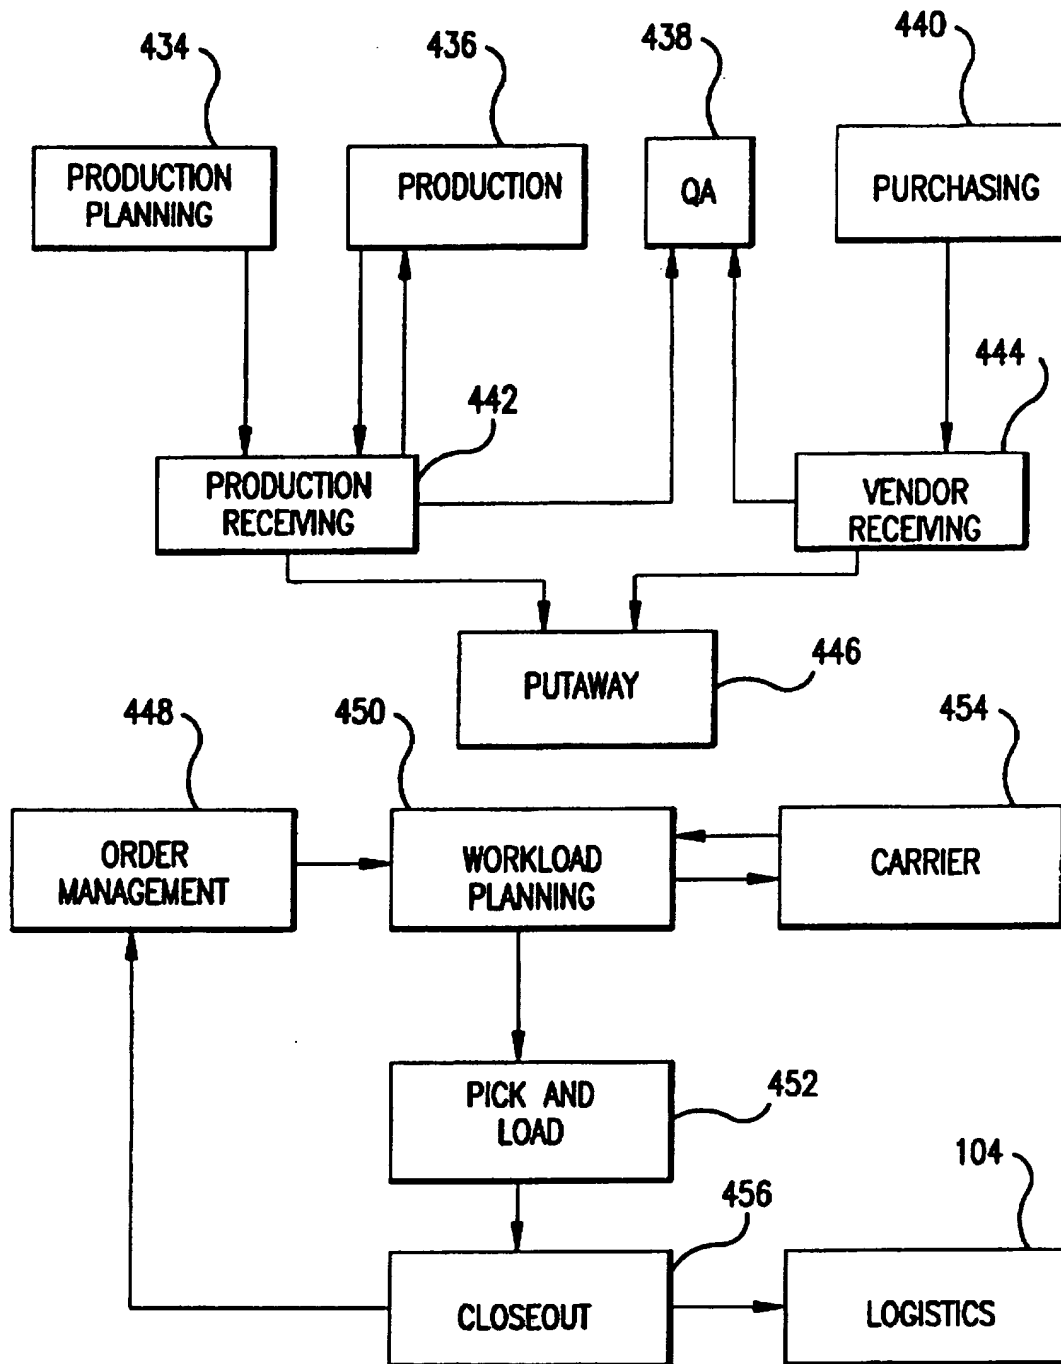 434
436
438
440
PRODUCTION
PLANNING
PRODUCTION
QA
PURCHASING
442
444
PRODUCTION
RECEIVING
VENDOR
RECEIVING
PUTAWAY
446
448
450
454
ORDER
MANAGEMENT
WORKLOAD
PLANNING
CARRIER
PICK AND
LOAD
452
456
104
CLOSEOUT
LOGISTICS